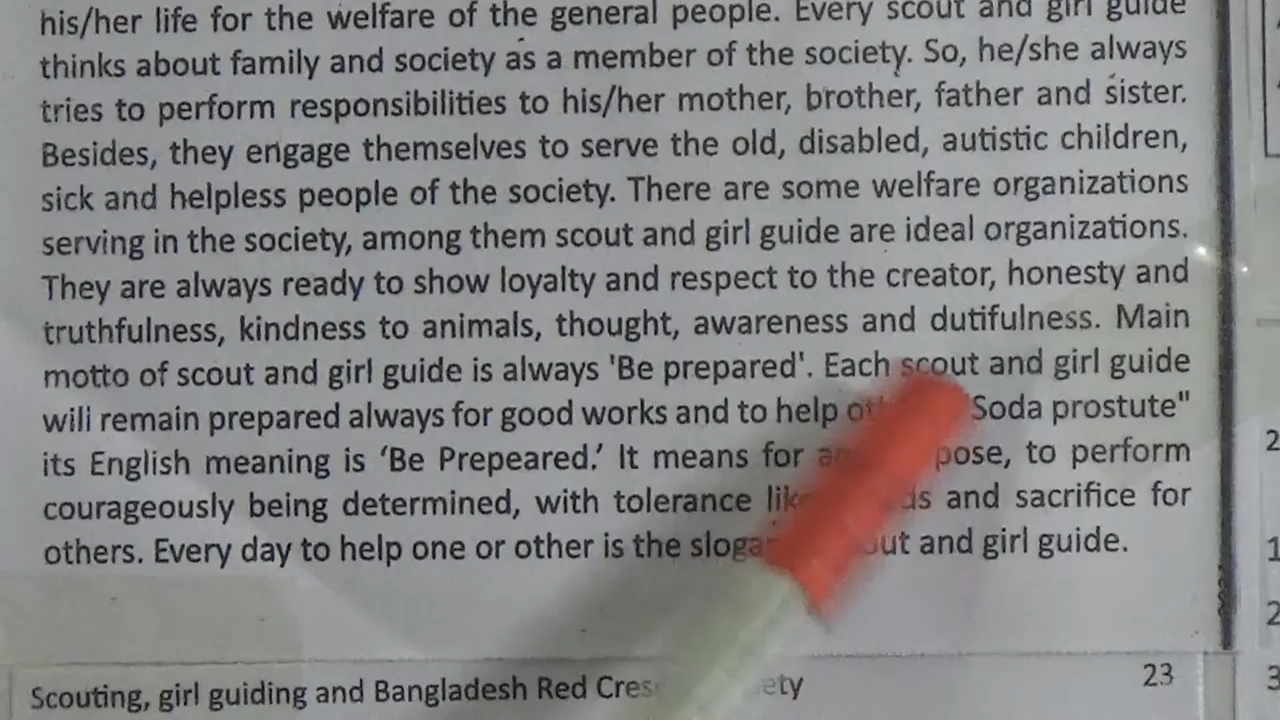 his/her life for the welfare of the general people. Every scout and girl guide
thinks about family and society as a member of the society. So, he/she always
tries to perform responsibilities to his/her mother, brother, father and sister.
Besides, they engage themselves to serve the old, disabled, autistic children,
sick and helpless people of the society. There are some welfare organizations
serving in the society, among them scout and girl guide are ideal organizations.
They are always ready to show loyalty and respect to the creator, honesty and
truthfulness, kindness to animals, thought, awareness and dutifulness. Main
motto of scout and girl guide is always 'Be prepared'. Each scout and girl guide
will remain prepared always for good works and to help Soda prostute"
its English meaning is ‘Be Prepeared.’ It means for to perform
courageously being determined, with tolerance and sacrifice for
others. Every day to help one or other is the and girl guide.
Scouting, girl guiding and Bangladesh Red 23
2
1
2
3